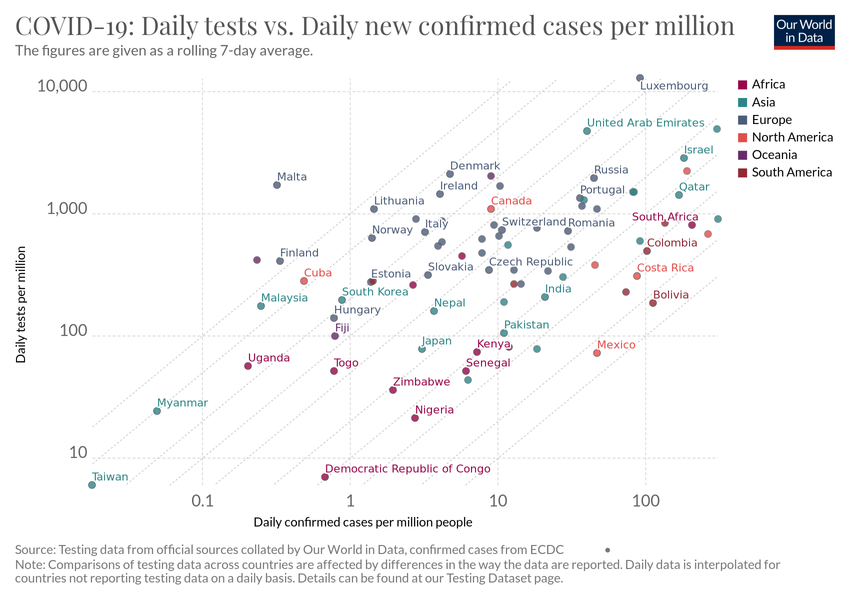 COVID-19: Daily tests vs. Daily new confirmed cases per million
The figures are given as a rolling 7-day average.
Our World
in Data
Daily tests per million
10,000
1,000
100
10
0.1
1
10
100
Daily confirmed cases per million people
Luxembourg
United Arab Emirates
Israel
Malta
Denmark
Russia
Ireland
Portugal
Qatar
Lithuania
Canada
South Africa
Norway
Italy
Switzerland
Romania
Finland
Colombia
Cuba
Estonia
Slovakia
Czech Republic
Costa Rica
Malaysia
South Korea
India
Bolivia
Hungary
Nepal
Fiji
Pakistan
Japan
Kenya
Mexico
Uganda
Togo
Senegal
Zimbabwe
Myanmar
Nigeria
Democratic Republic of Congo
Taiwan
Africa
Asia
Europe
North America
Oceania
South America
Source: Testing data from official sources collated by Our World in Data, confirmed cases from ECDC
Note: Comparisons of testing data across countries are affected by differences in the way the data are reported. Daily data is interpolated for
countries not reporting testing data on a daily basis. Details can be found at our Testing Dataset page.